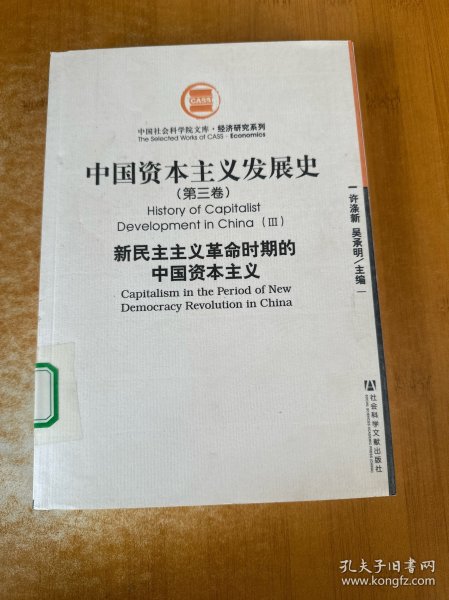 CASS
中国社会科学院文库·经济研究系列
The Selected Works of CASS · Economics
中国资本主义发展史
(第三卷)
History of Capitalist
Development in China (Ⅲ)
新民主主义革命时期的
中国资本主义
Capitalism in the Period of New
Democracy Revolution in China
许涤新 吴承明/主编
社会科学文献出版社
孔夫子旧书网
www.kongfz.com